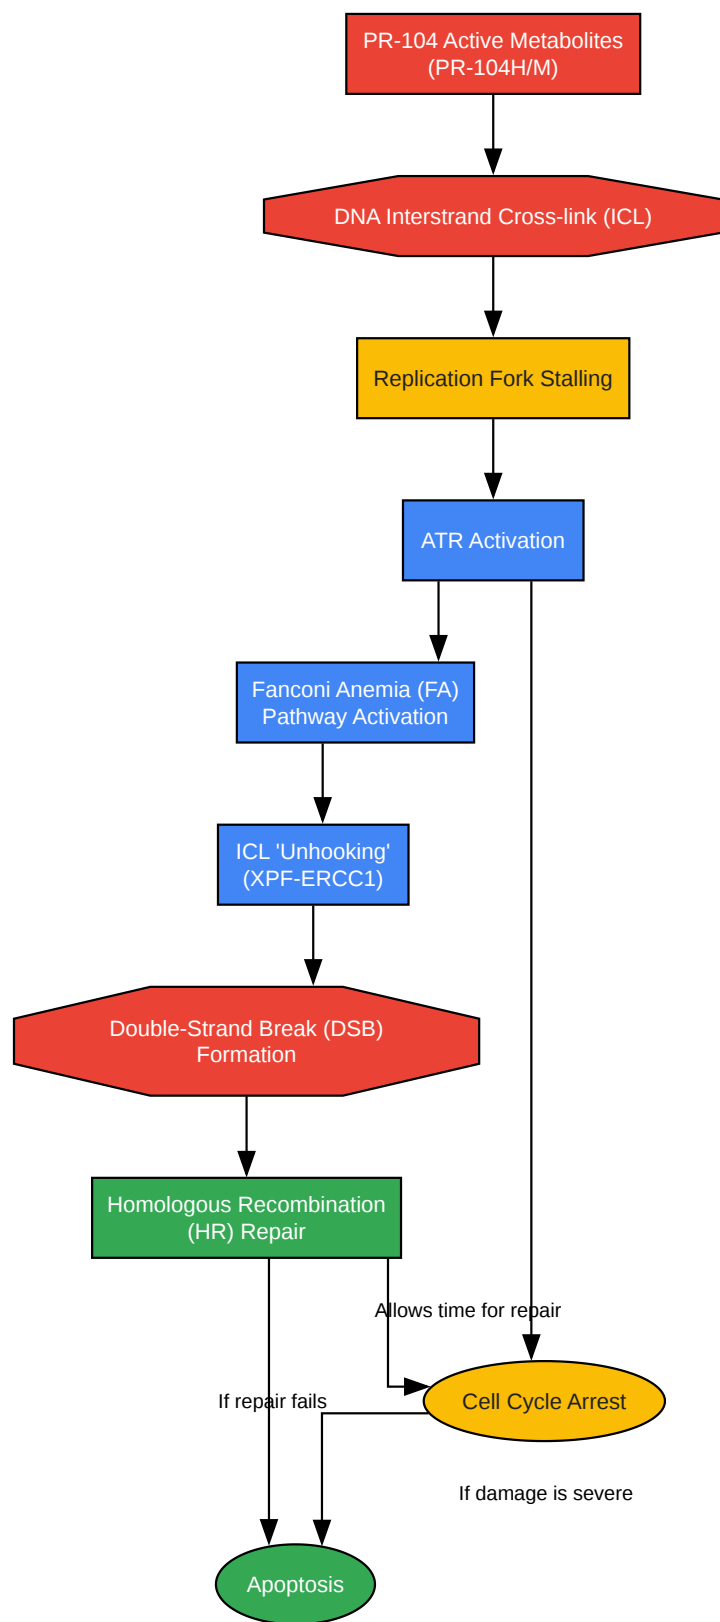 PR-104 Active Metabolites
(PR-104H/M)
DNA Interstrand Cross-link (ICL)
Replication Fork Stalling
ATR Activation
Fanconi Anemia (FA)
Pathway Activation
ICL 'Unhooking'
(XPF-ERCC1)
Double-Strand Break (DSB)
Formation
Homologous Recombination
(HR) Repair
Allows time for repair
If repair fails
Cell Cycle Arrest
If damage is severe
Apoptosis